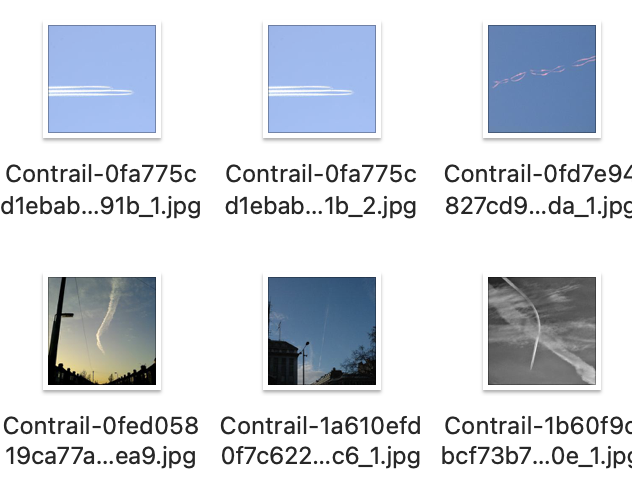 Contrail-0fa775c
d1ebab...91b_1.jpg
Contrail-0fa775c
d1ebab...1b_2.jpg
Contrail-0fd7e94
827cd9...da_1.jpg
Contrail-0fed058
19ca77a...ea9.jpg
Contrail-1a610efd
0f7c622...c6_1.jpg
Contrail-1b60f9c
bcf73b7...0e_1.jpg